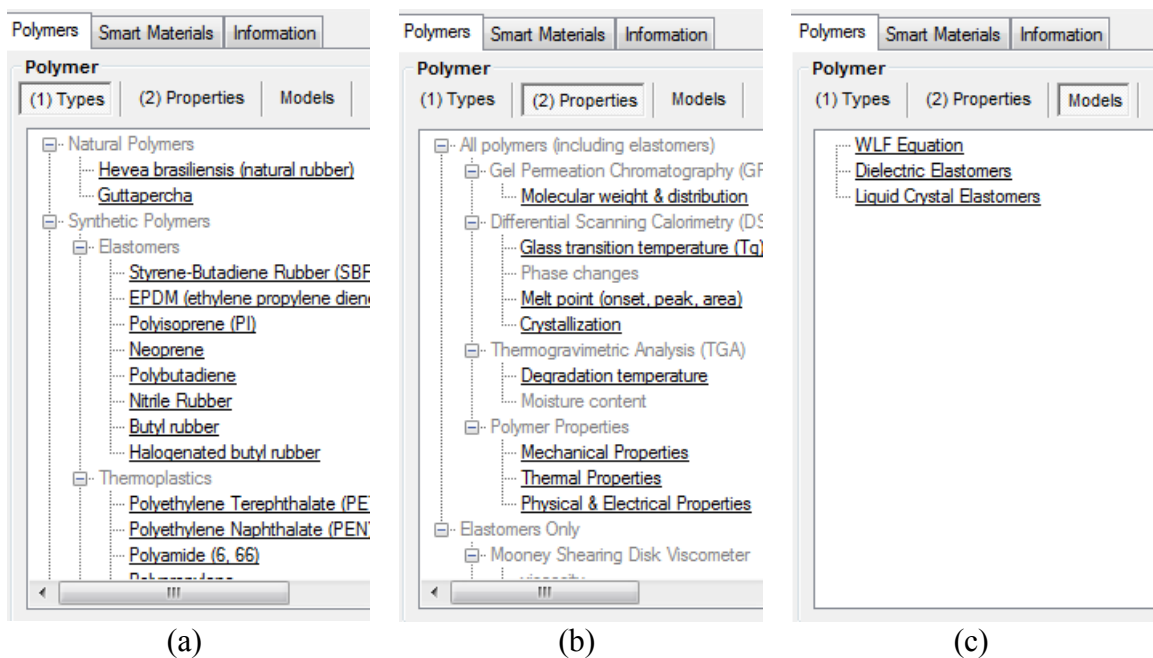 Polymers Smart Materials Information
Polymer
(1) Types (2) Properties Models
Natural Polymers
Hevea brasiliensis (natural rubber)
Guttapercha
Synthetic Polymers
Elastomers
Styrene-Butadiene Rubber (SBR
EPDM (ethylene propylene diene
Polyisoprene (PI)
Neoprene
Polybutadiene
Nitrile Rubber
Butyl rubber
Halogenated butyl rubber
Thermoplastics
Polyethylene Terephthalate (PE
Polyethylene Naphthalate (PEN)
Polyamide (6, 66)
Polypropylene
(a)
Polymers Smart Materials Information
Polymer
(1) Types (2) Properties Models
All polymers (including elastomers)
Gel Permeation Chromatography (GP
Molecular weight & distribution
Differential Scanning Calorimetry (DS
Glass transition temperature (Tg)
Phase changes
Melt point (onset, peak, area)
Crystallization
Thermogravimetric Analysis (TGA)
Degradation temperature
Moisture content
Polymer Properties
Mechanical Properties
Thermal Properties
Physical & Electrical Properties
Elastomers Only
Mooney Shearing Disk Viscometer
viscosity
(b)
Polymers Smart Materials Information
Polymer
(1) Types (2) Properties Models
WLF Equation
Dielectric Elastomers
Liquid Crystal Elastomers
(c)